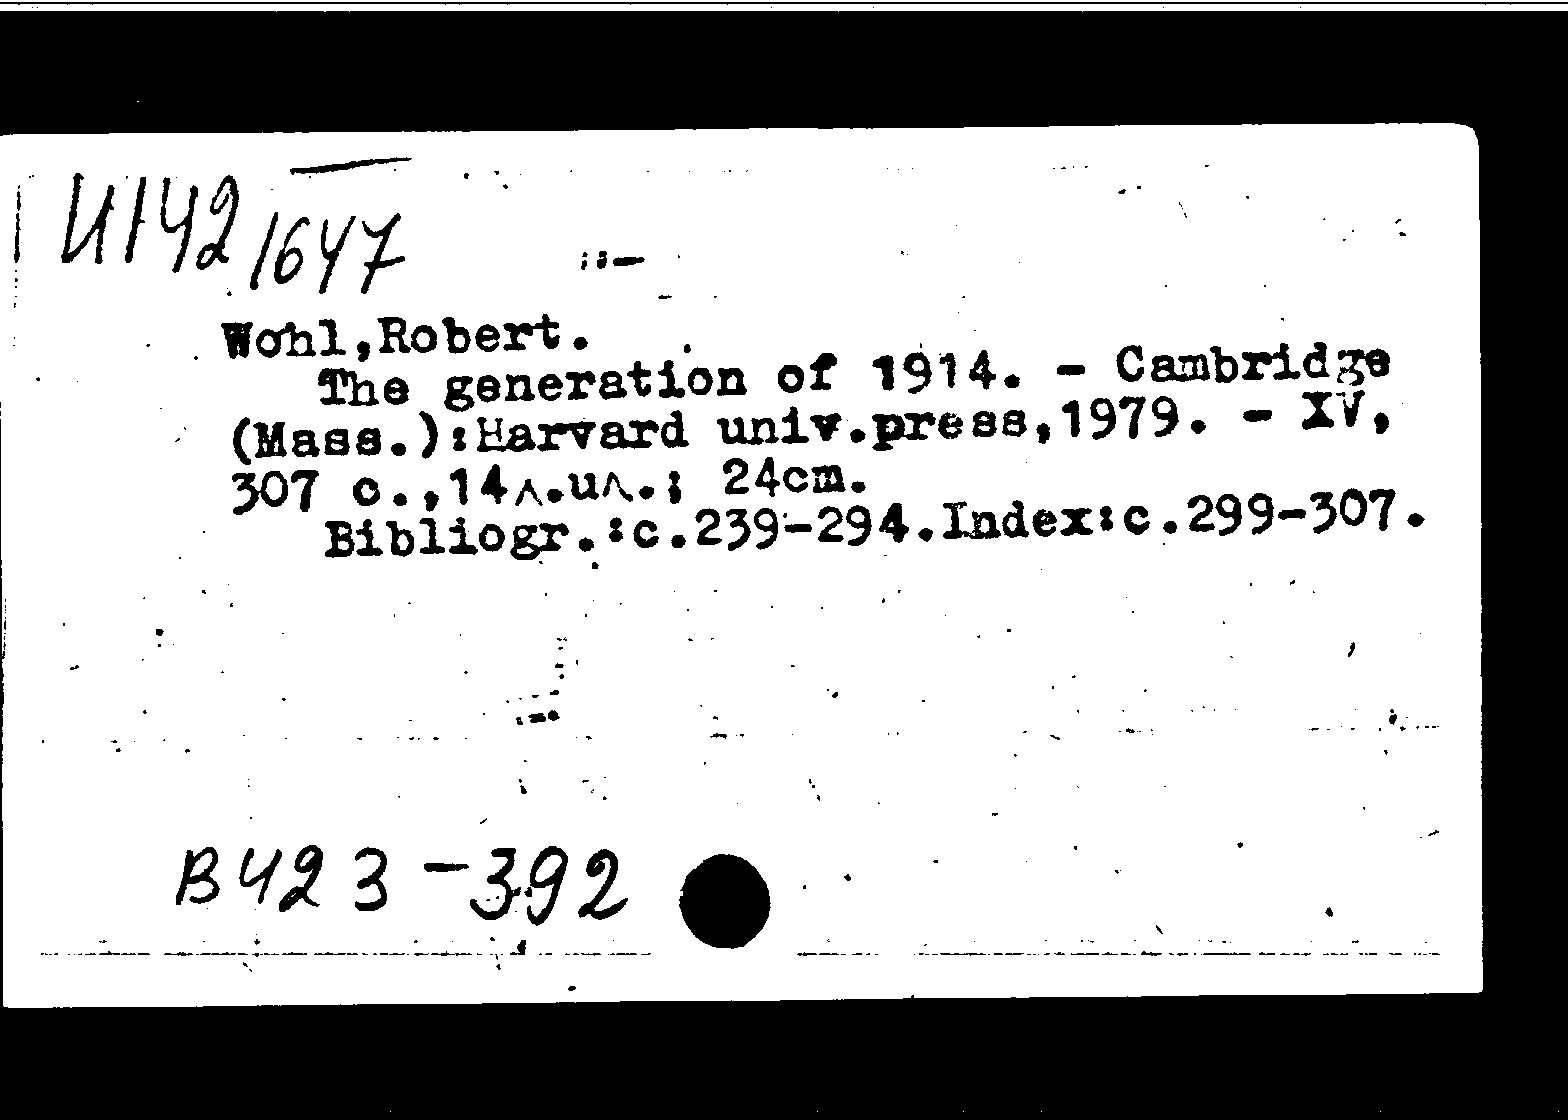 И142/1647
Wohl,Robert.
The generation of 1914. - Cambridge
(Mass.):Harvard univ.press,1979. - XV,
307 c.,14л.ил.; 24cm.
Bibliogr.:c.239-294.Index:c.299-307.
В423-392